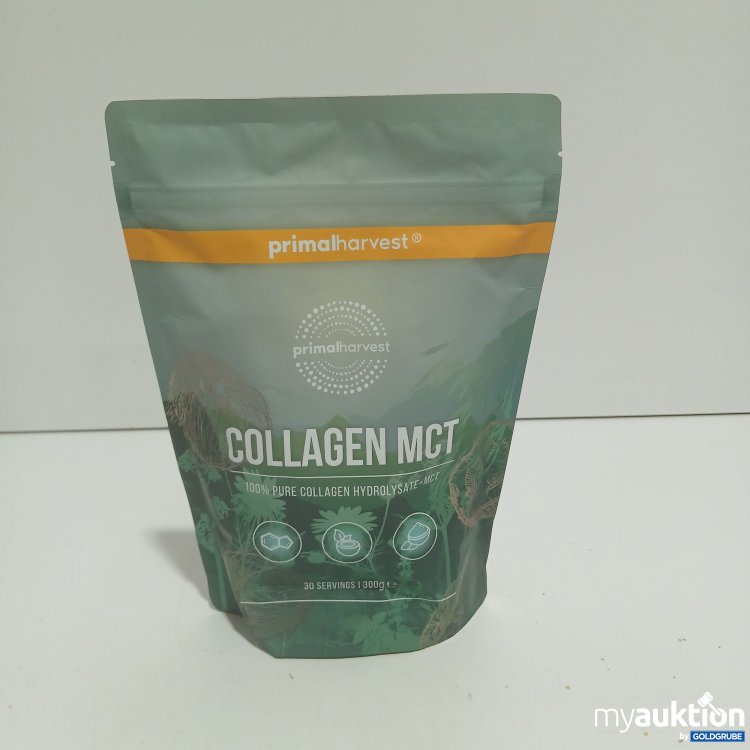 primalharvest®
primalharvest
COLLAGEN MCT
100% PURE COLLAGEN HYDROLYSATE + MCT
30 SERVINGS | 300g ℮
myauktion
by GOLDGRUBE